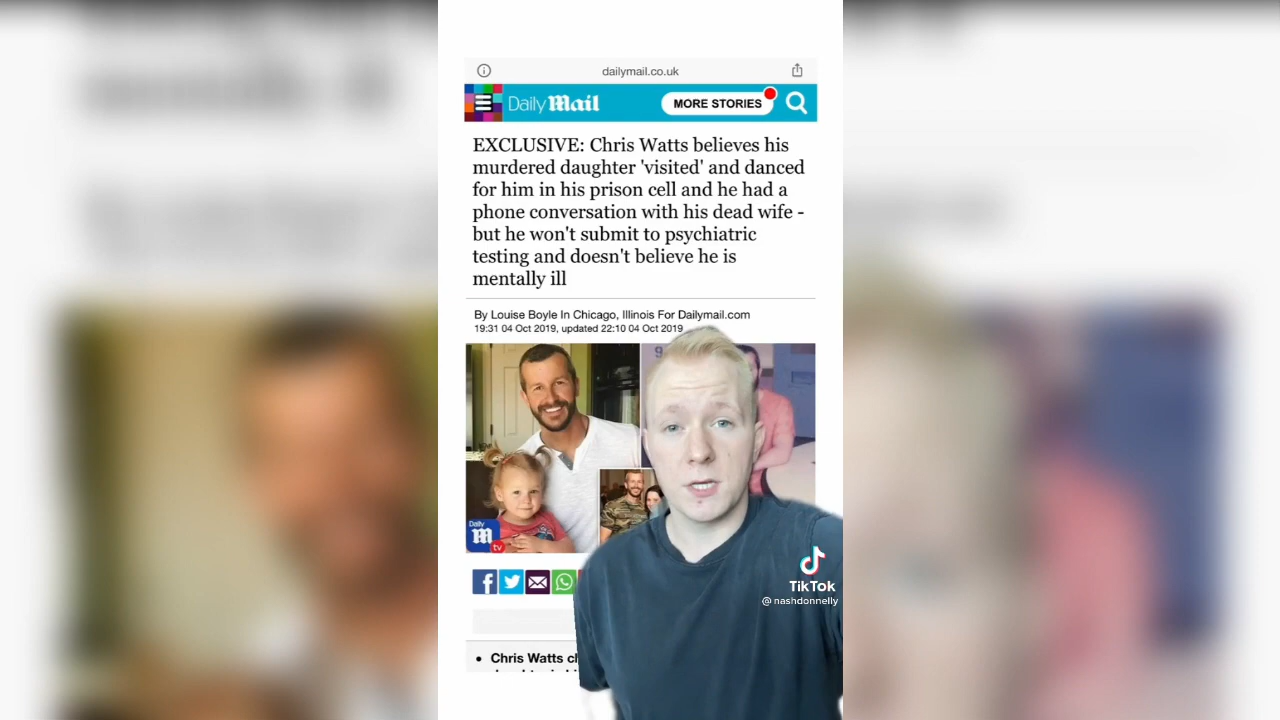 dailymail.co.uk
Daily Mail
MORE STORIES
EXCLUSIVE: Chris Watts believes his
murdered daughter 'visited' and danced
for him in his prison cell and he had a
phone conversation with his dead wife -
but he won't submit to psychiatric
testing and doesn't believe he is
mentally ill
By Louise Boyle In Chicago, Illinois For Dailymail.com
19:31 04 Oct 2019, updated 22:10 04 Oct 2019
9
Daily
M
tv
TikTok
@nashdonnelly
• Chris Watts